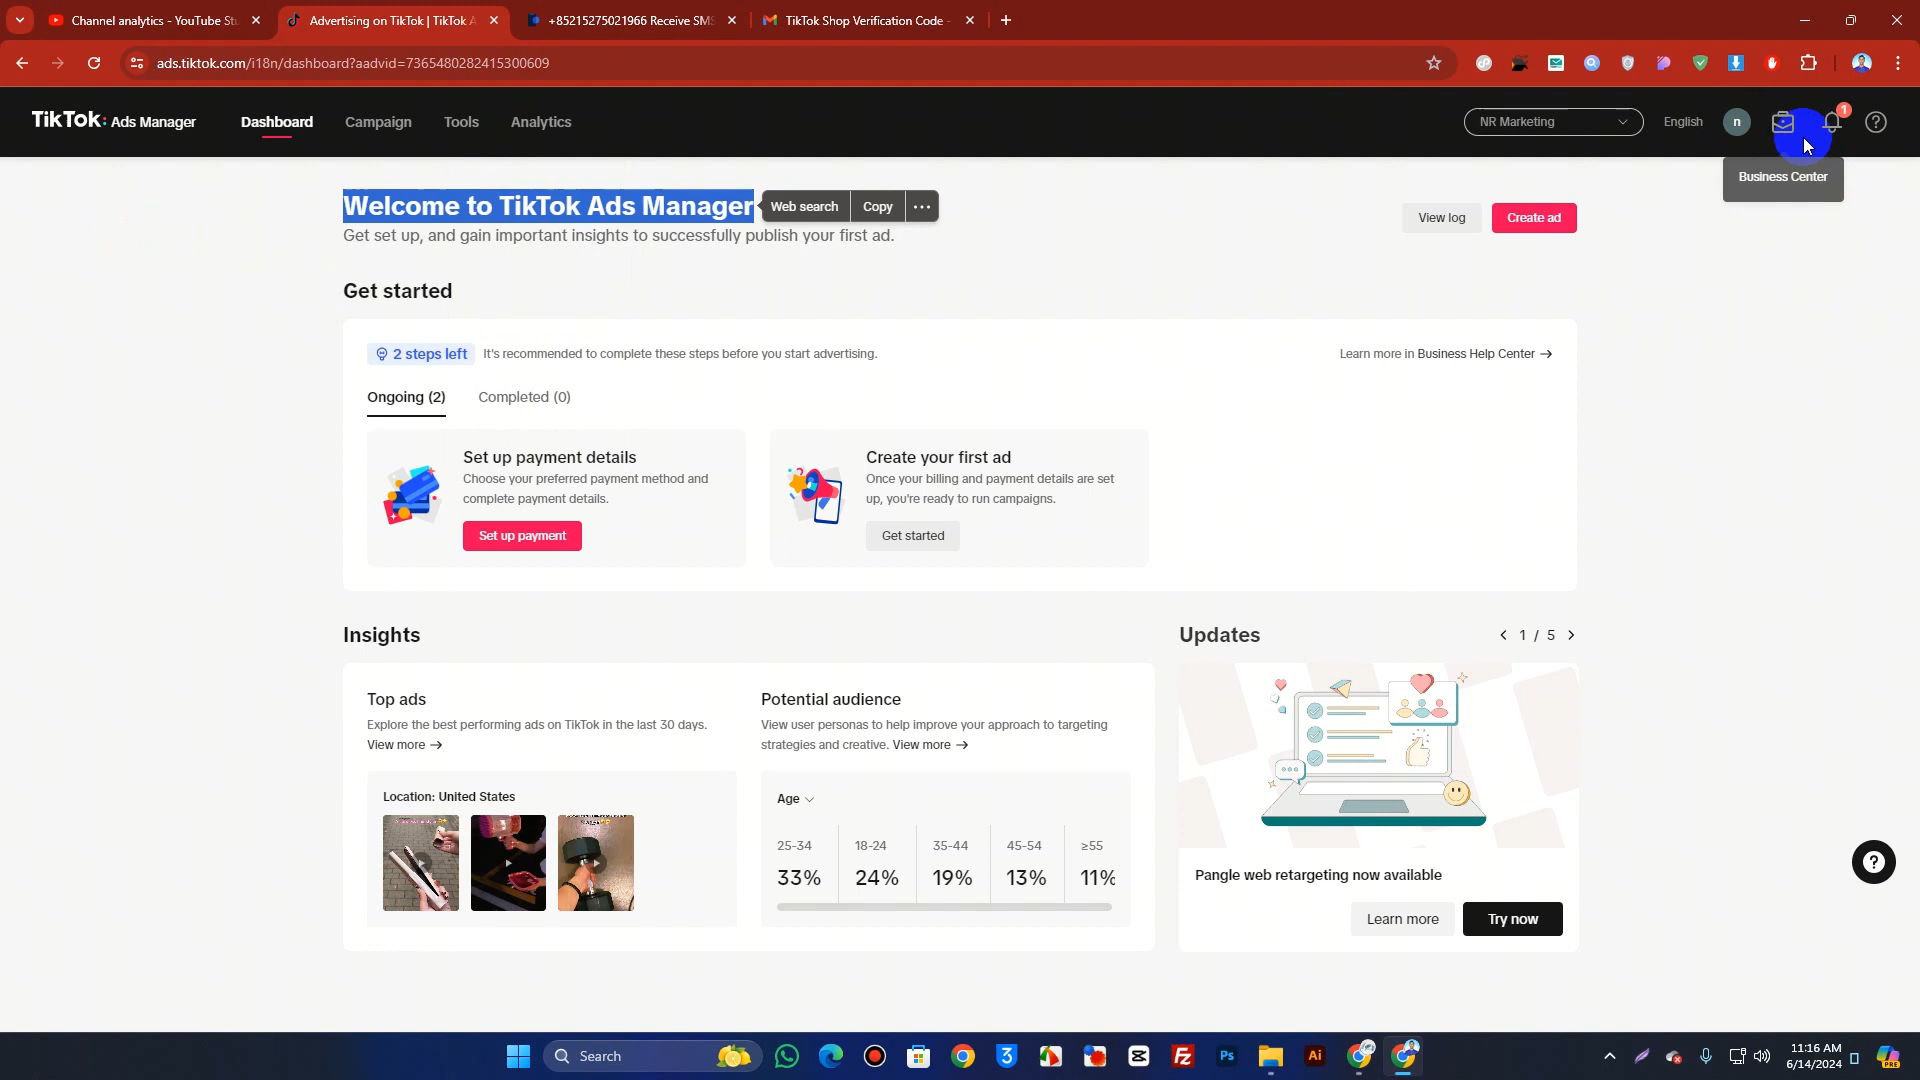 Channel analytics - YouTube Stu
Advertising on TikTok | TikTok A
+85215275021966 Receive SMS
TikTok Shop Verification Code -
ads.tiktok.com/i18n/dashboard?aadvid=7365480282415300609
TikTok: Ads Manager
Dashboard
Campaign
Tools
Analytics
NR Marketing
English
n
1
Business Center
Welcome to TikTok Ads Manager
Web search
Copy
Get set up, and gain important insights to successfully publish your first ad.
View log
Create ad
Get started
2 steps left
It's recommended to complete these steps before you start advertising.
Learn more in Business Help Center →
Ongoing (2)
Completed (0)
Set up payment details
Choose your preferred payment method and
complete payment details.
Set up payment
Create your first ad
Once your billing and payment details are set
up, you're ready to run campaigns.
Get started
Insights
Updates
1 / 5
Top ads
Explore the best performing ads on TikTok in the last 30 days.
View more →
Location: United States
Potential audience
View user personas to help improve your approach to targeting
strategies and creative. View more →
Age
25-34 18-24 35-44 45-54 ≥55
33% 24% 19% 13% 11%
Pangle web retargeting now available
Learn more
Try now
Search
3
Fz
Ps
Ai
11:16 AM
6/14/2024
PRE